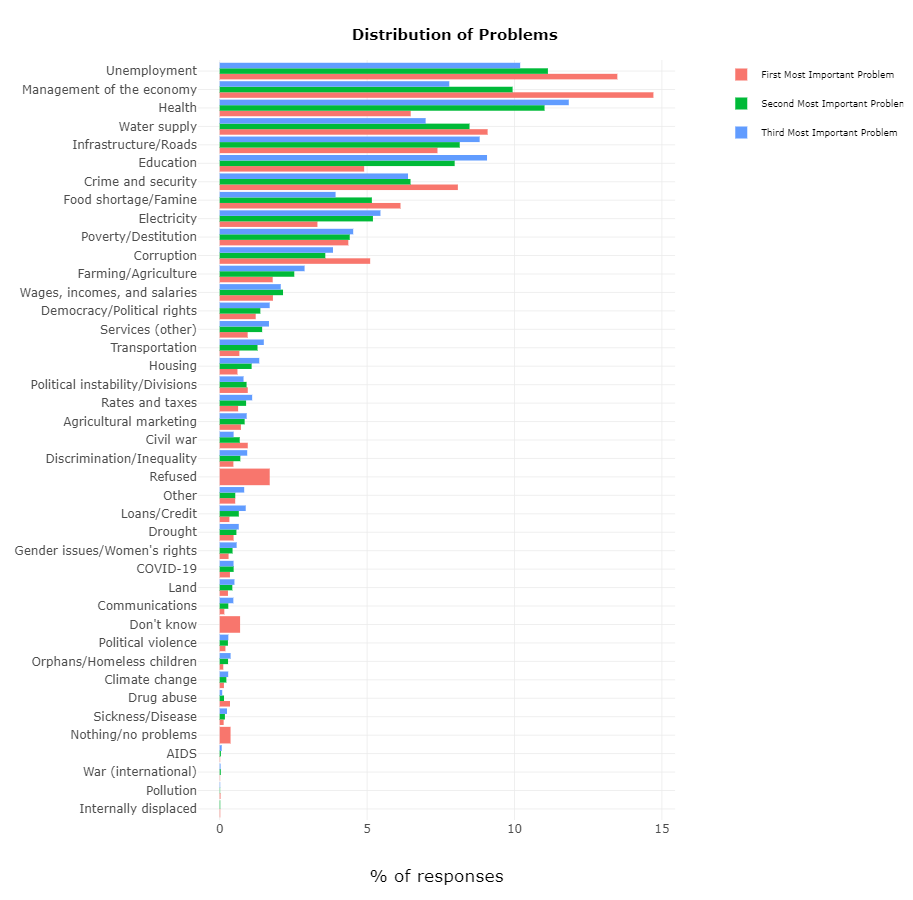 Distribution of Problems
First Most Important Problem
Second Most Important Problem
Third Most Important Problem
Unemployment
Management of the economy
Health
Water supply
Infrastructure/Roads
Education
Crime and security
Food shortage/Famine
Electricity
Poverty/Destitution
Corruption
Farming/Agriculture
Wages, incomes, and salaries
Democracy/Political rights
Services (other)
Transportation
Housing
Political instability/Divisions
Rates and taxes
Agricultural marketing
Civil war
Discrimination/Inequality
Refused
Other
Loans/Credit
Drought
Gender issues/Women's rights
COVID-19
Land
Communications
Don't know
Political violence
Orphans/Homeless children
Climate change
Drug abuse
Sickness/Disease
Nothing/no problems
AIDS
War (international)
Pollution
Internally displaced
0 5 10 15
% of responses